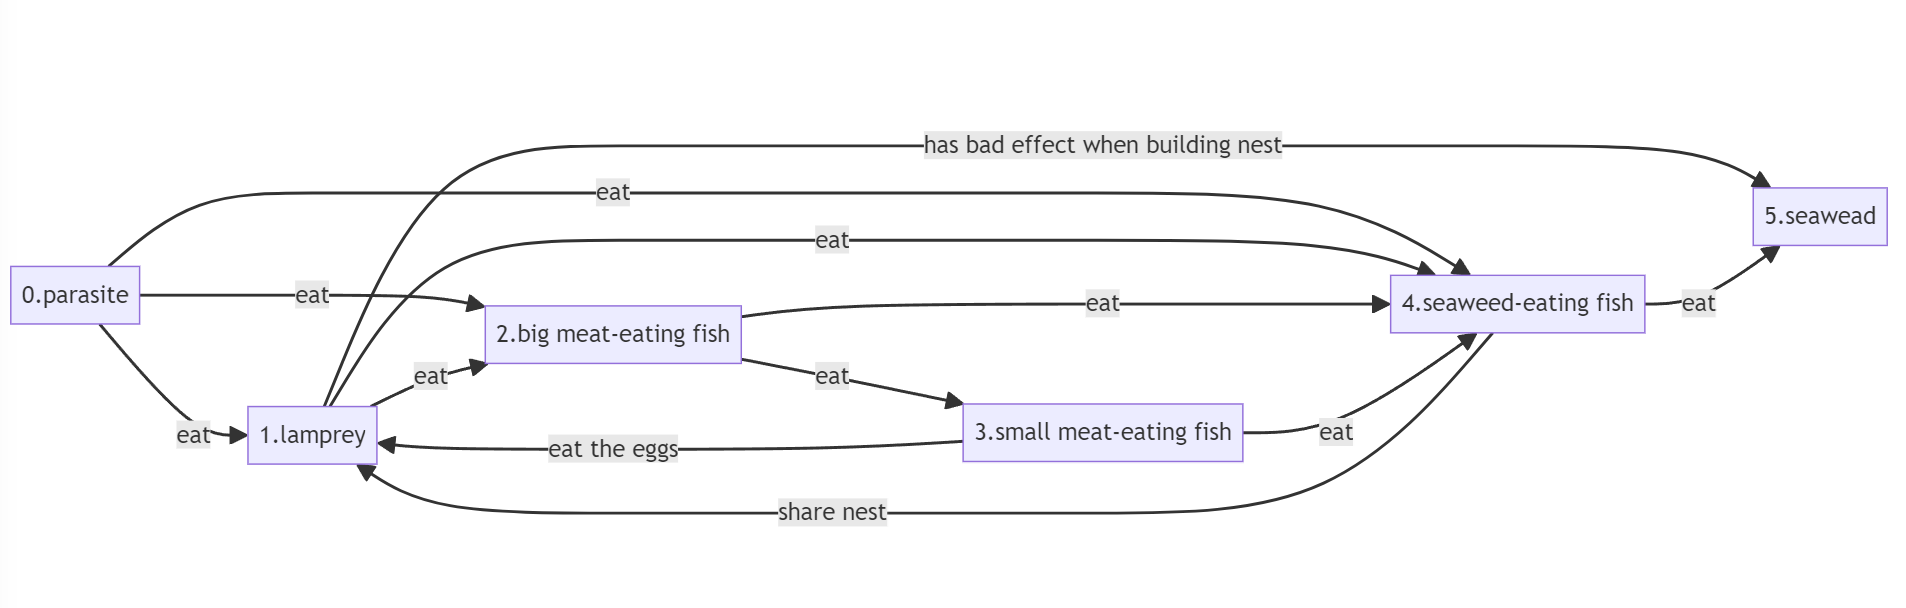 has bad effect when building nest
eat
5.seawead
eat
0.parasite
eat
2.big meat-eating fish
eat
4.seaweed-eating fish
eat
eat
eat
eat
1.lamprey
eat the eggs
3.small meat-eating fish
eat
share nest